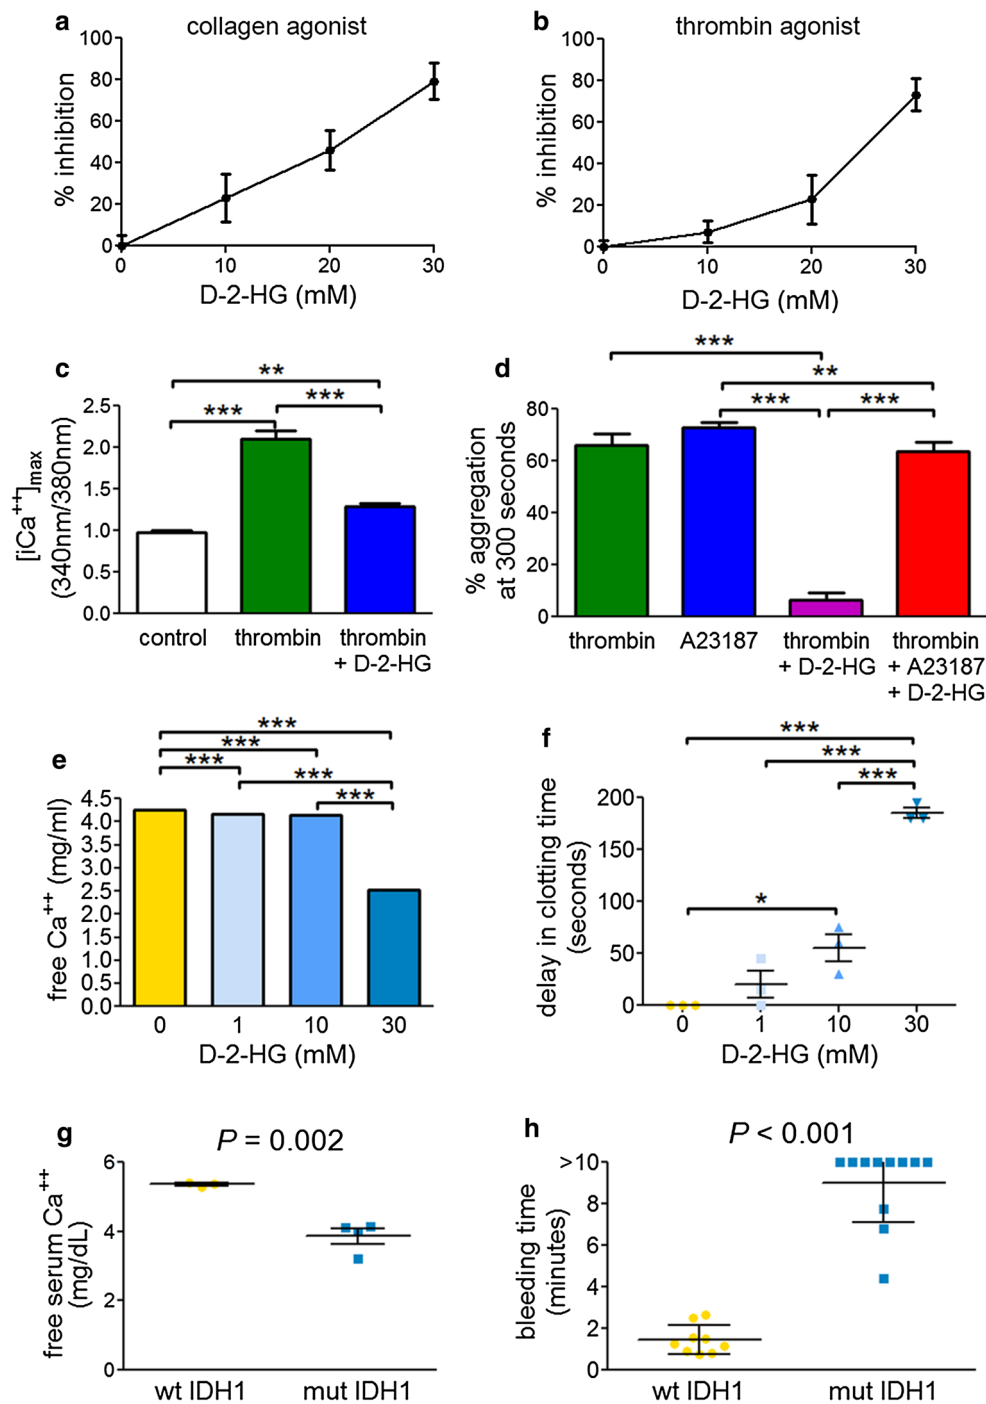 a collagen agonist
% inhibition
100
80
60
40
20
0
0 10 20 30
D-2-HG (mM)
b thrombin agonist
% inhibition
100
80
60
40
20
0
0 10 20 30
D-2-HG (mM)
c
[iCa++]max
(340nm/380nm)
** 
*** ***
2.5
2.0
1.5
1.0
0.5
0.0
control thrombin thrombin
+ D-2-HG
d
% aggregation
at 300 seconds
***
**
*** ***
80
60
40
20
0
thrombin A23187 thrombin
+ D-2-HG
thrombin
+ A23187
+ D-2-HG
e
free Ca++ (mg/ml)
***
***
*** ***
***
4.5
4.0
3.5
3.0
2.5
2.0
1.5
1.0
0.5
0.0
0 1 10 30
D-2-HG (mM)
f
delay in clotting time
(seconds)
***
***
***
*
200
150
100
50
0
0 1 10 30
D-2-HG (mM)
g
P = 0.002
free serum Ca++
(mg/dL)
6
4
2
0
wt IDH1 mut IDH1
h
P < 0.001
bleeding time
(minutes)
>10
8
6
4
2
0
wt IDH1 mut IDH1